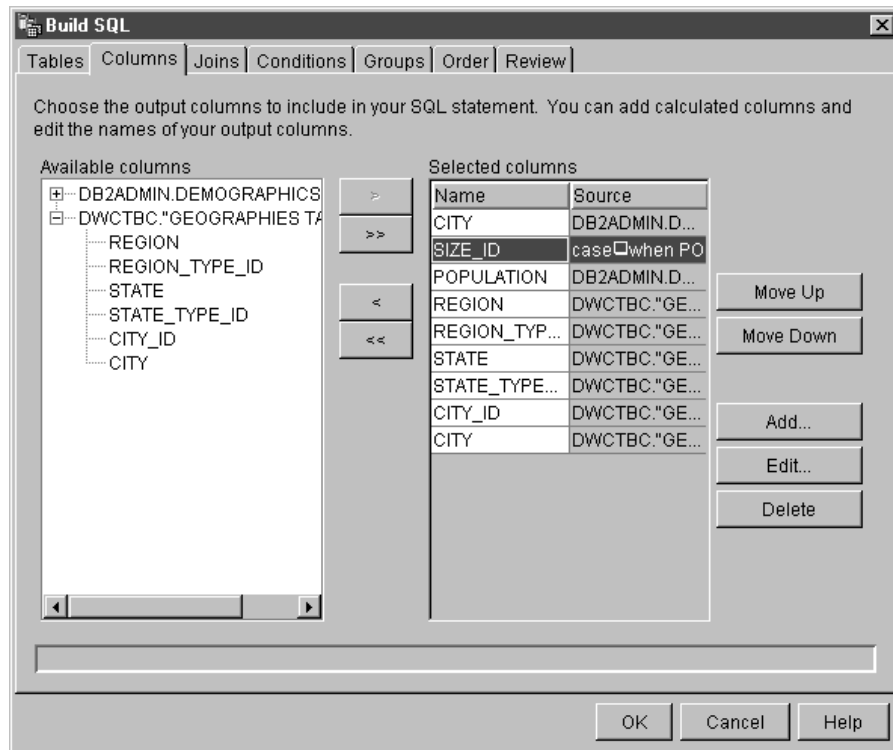 Build SQL
Tables Columns Joins Conditions Groups Order Review
Choose the output columns to include in your SQL statement. You can add calculated columns and
edit the names of your output columns.
Available columns
DB2ADMIN.DEMOGRAPHICS
DWCTBC."GEOGRAPHIES TA
REGION
REGION_TYPE_ID
STATE
STATE_TYPE_ID
CITY_ID
CITY
>
>>
<
<<
Selected columns
Name Source
CITY DB2ADMIN.D...
SIZE_ID case□when PO
POPULATION DB2ADMIN.D...
REGION DWCTBC."GE...
REGION_TYP... DWCTBC."GE...
STATE DWCTBC."GE...
STATE_TYPE... DWCTBC."GE...
CITY_ID DWCTBC."GE...
CITY DWCTBC."GE...
Move Up
Move Down
Add...
Edit...
Delete
OK Cancel Help